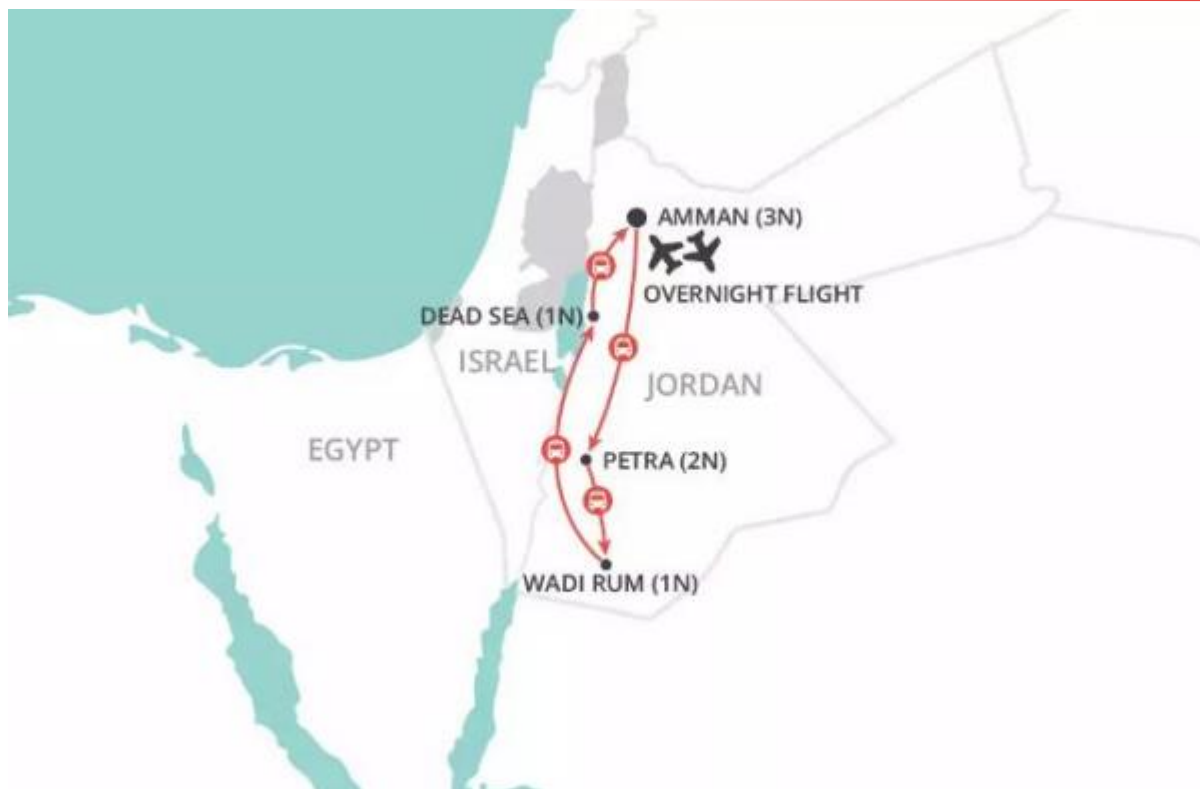 AMMAN (3N)
OVERNIGHT FLIGHT
DEAD SEA (1N)
ISRAEL
JORDAN
EGYPT
PETRA (2N)
WADI RUM (1N)